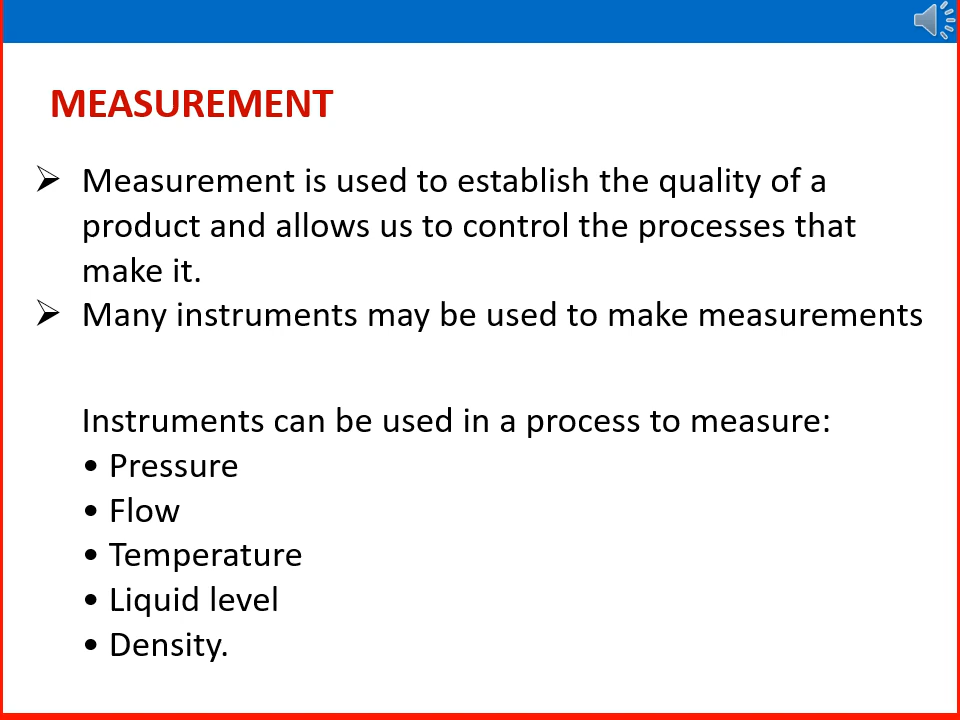 MEASUREMENT
➢ Measurement is used to establish the quality of a
product and allows us to control the processes that
make it.
➢ Many instruments may be used to make measurements
Instruments can be used in a process to measure:
• Pressure
• Flow
• Temperature
• Liquid level
• Density.